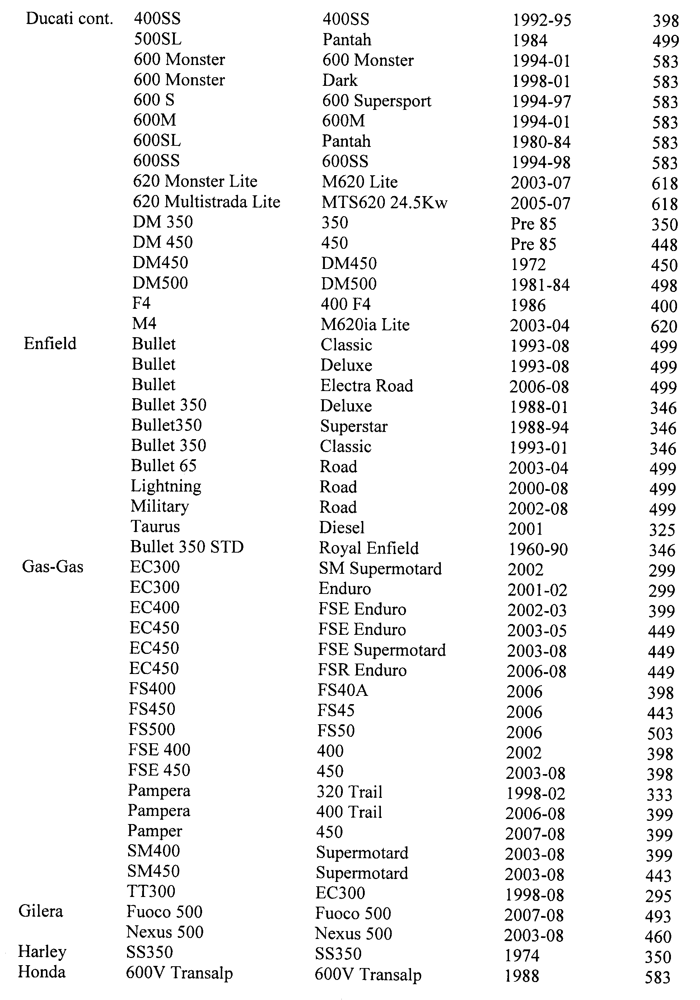 Ducati cont. 400SS 400SS 1992-95 398
500SL Pantah 1984 499
600 Monster 600 Monster 1994-01 583
600 Monster Dark 1998-01 583
600 S 600 Supersport 1994-97 583
600M 600M 1994-01 583
600SL Pantah 1980-84 583
600SS 600SS 1994-98 583
620 Monster Lite M620 Lite 2003-07 618
620 Multistrada Lite MTS620 24.5Kw 2005-07 618
DM 350 350 Pre 85 350
DM 450 450 Pre 85 448
DM450 DM450 1972 450
DM500 DM500 1981-84 498
F4 400 F4 1986 400
M4 M620ia Lite 2003-04 620
Enfield Bullet Classic 1993-08 499
Bullet Deluxe 1993-08 499
Bullet Electra Road 2006-08 499
Bullet 350 Deluxe 1988-01 346
Bullet350 Superstar 1988-94 346
Bullet 350 Classic 1993-01 346
Bullet 65 Road 2003-04 499
Lightning Road 2000-08 499
Military Road 2002-08 499
Taurus Diesel 2001 325
Bullet 350 STD Royal Enfield 1960-90 346
Gas-Gas EC300 SM Supermotard 2002 299
EC300 Enduro 2001-02 299
EC400 FSE Enduro 2002-03 399
EC450 FSE Enduro 2003-05 449
EC450 FSE Supermotard 2003-08 449
EC450 FSR Enduro 2006-08 449
FS400 FS40A 2006 398
FS450 FS45 2006 443
FS500 FS50 2006 503
FSE 400 400 2002 398
FSE 450 450 2003-08 398
Pampera 320 Trail 1998-02 333
Pampera 400 Trail 2006-08 399
Pamper 450 2007-08 399
SM400 Supermotard 2003-08 399
SM450 Supermotard 2003-08 443
TT300 EC300 1998-08 295
Gilera Fuoco 500 Fuoco 500 2007-08 493
Nexus 500 Nexus 500 2003-08 460
Harley SS350 SS350 1974 350
Honda 600V Transalp 600V Transalp 1988 583